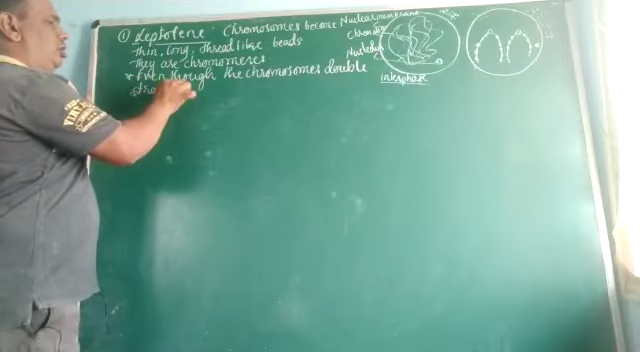 ① Leptotene: Chromosomes become
thin, long, thread like beads
They are chromomeres.
* Even though the chromosomes double
Nuclear membrane
interphase